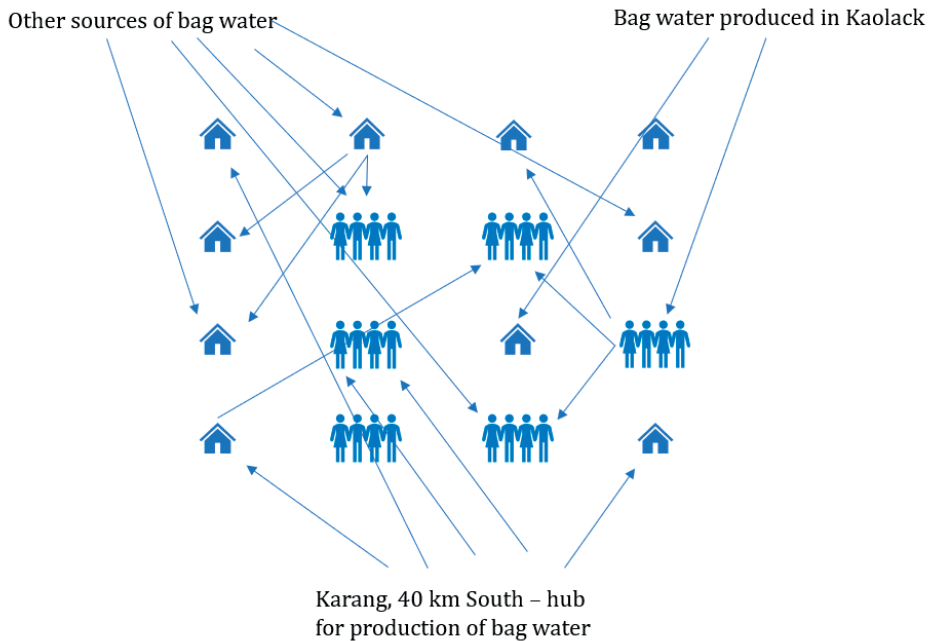 Other sources of bag water
Bag water produced in Kaolack
Karang, 40 km South – hub
for production of bag water